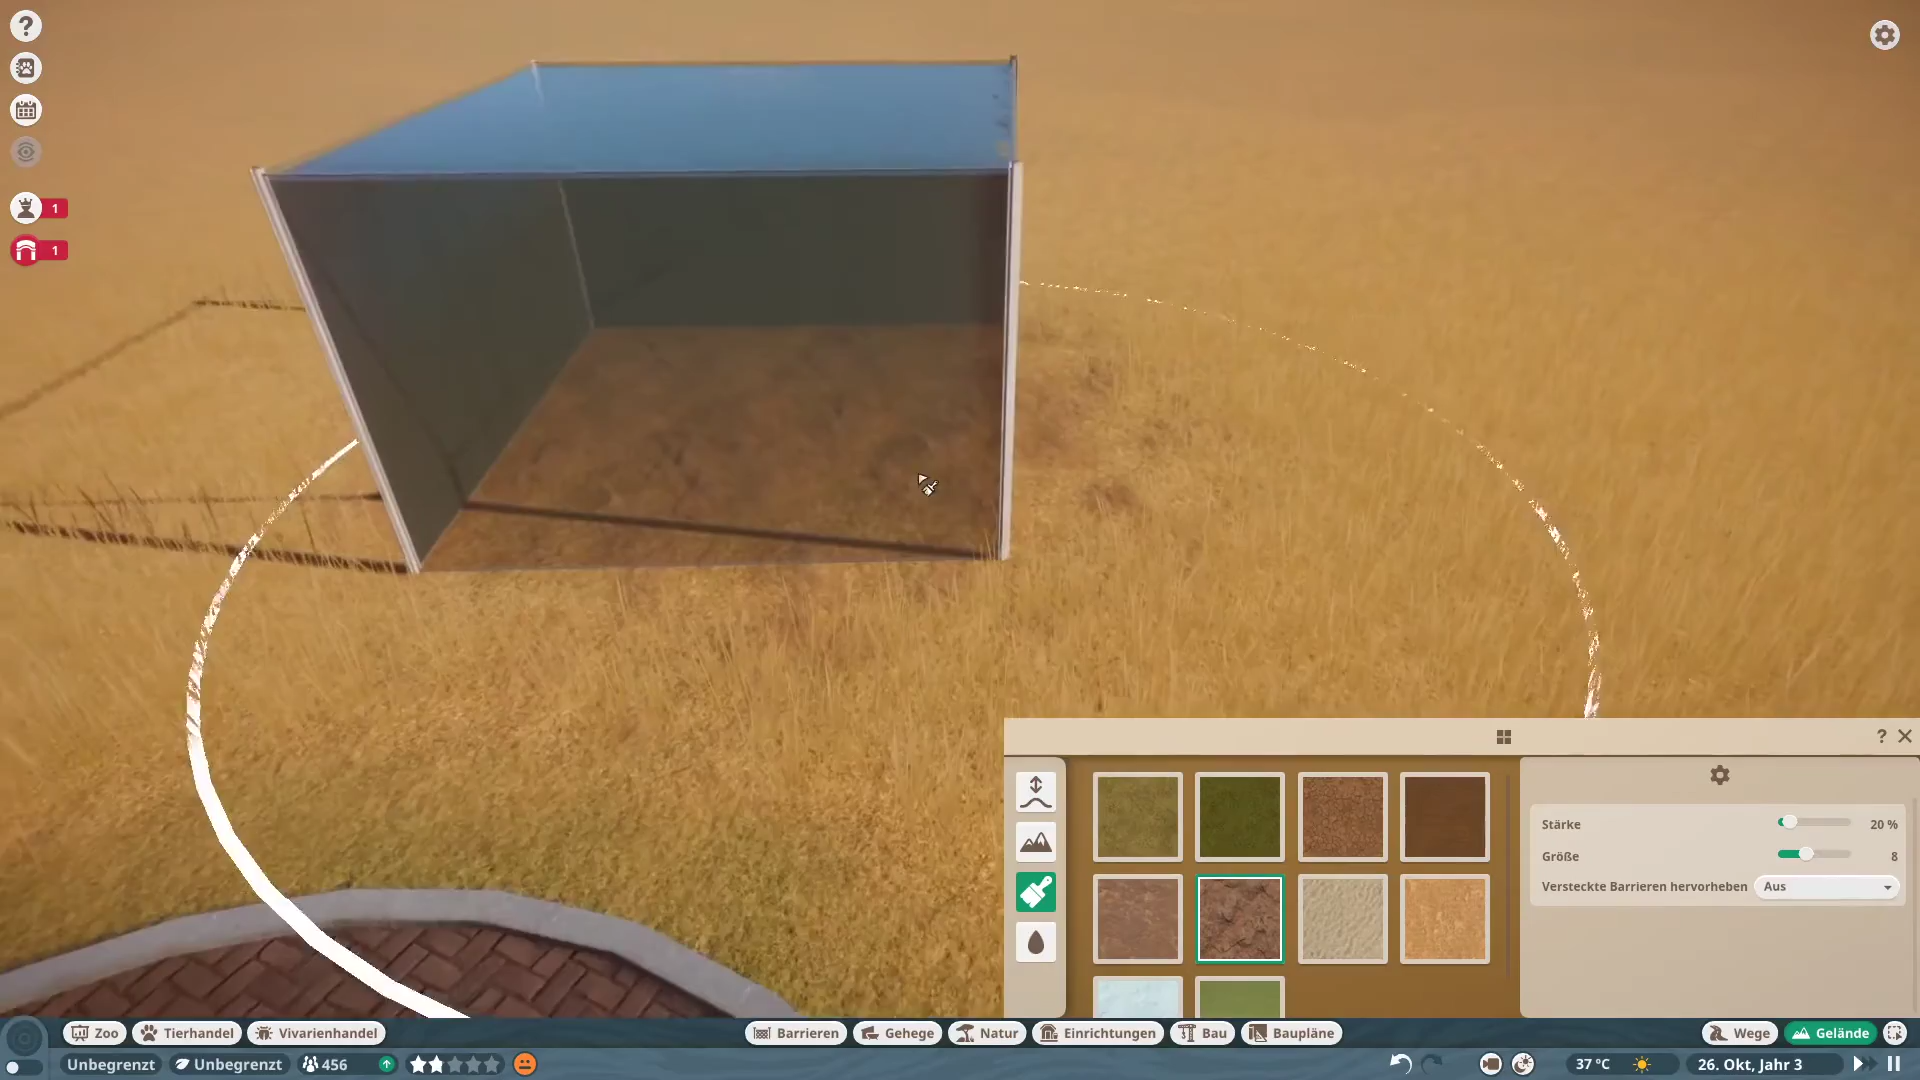 ?
1
1
?
Stärke
20 %
Größe
8
Versteckte Barrieren hervorheben
Aus
Zoo
Tierhandel
Vivarienhandel
Barrieren
Gehege
Natur
Einrichtungen
Bau
Baupläne
Wege
Gelände
Unbegrenzt
Unbegrenzt
456
37 °C
26. Okt, Jahr 3